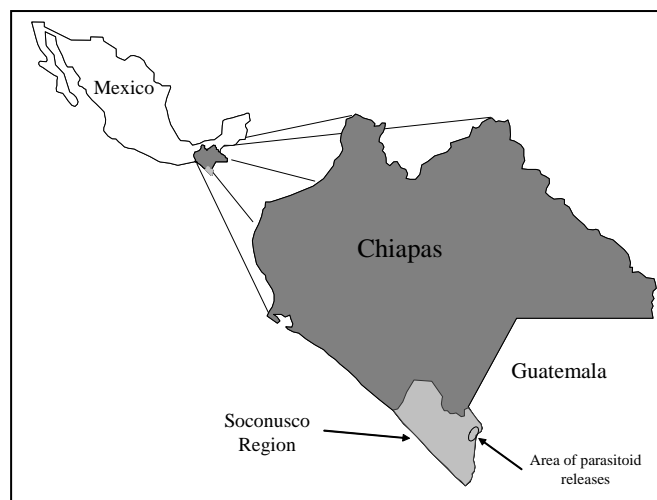 Mexico
Chiapas
Guatemala
Soconusco
Region
Area of parasitoid
releases